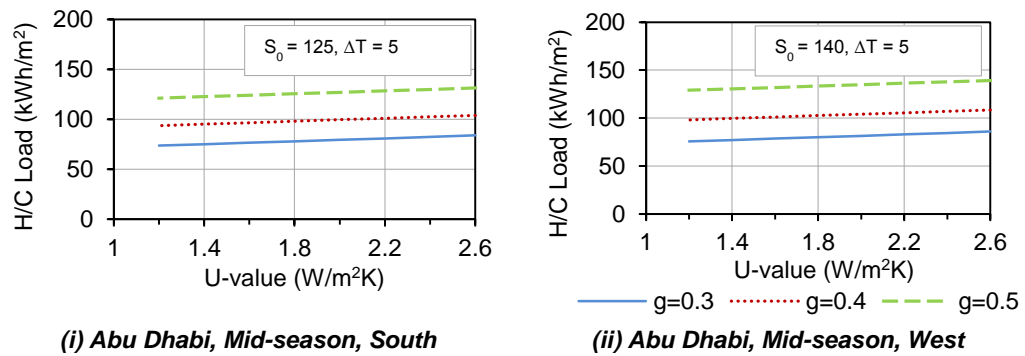 H/C Load (kWh/m²)
200
150
100
50
0
S₀ = 125, ΔT = 5
1 1.4 1.8 2.2 2.6
U-value (W/m²K)
(i) Abu Dhabi, Mid-season, South
H/C Load (kWh/m²)
200
150
100
50
0
S₀ = 140, ΔT = 5
1 1.4 1.8 2.2 2.6
U-value (W/m²K)
g=0.3 g=0.4 g=0.5
(ii) Abu Dhabi, Mid-season, West